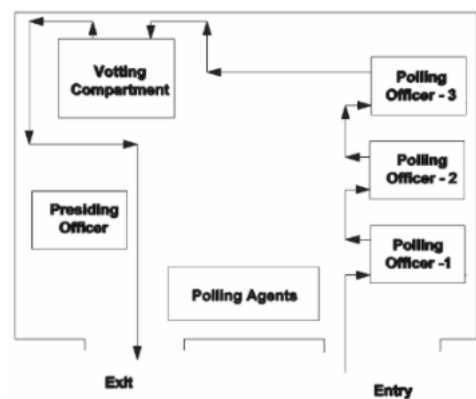 Votting
Compartment
Polling
Officer - 3
Polling
Officer - 2
Presiding
Officer
Polling
Officer -1
Polling Agents
Exit
Entry